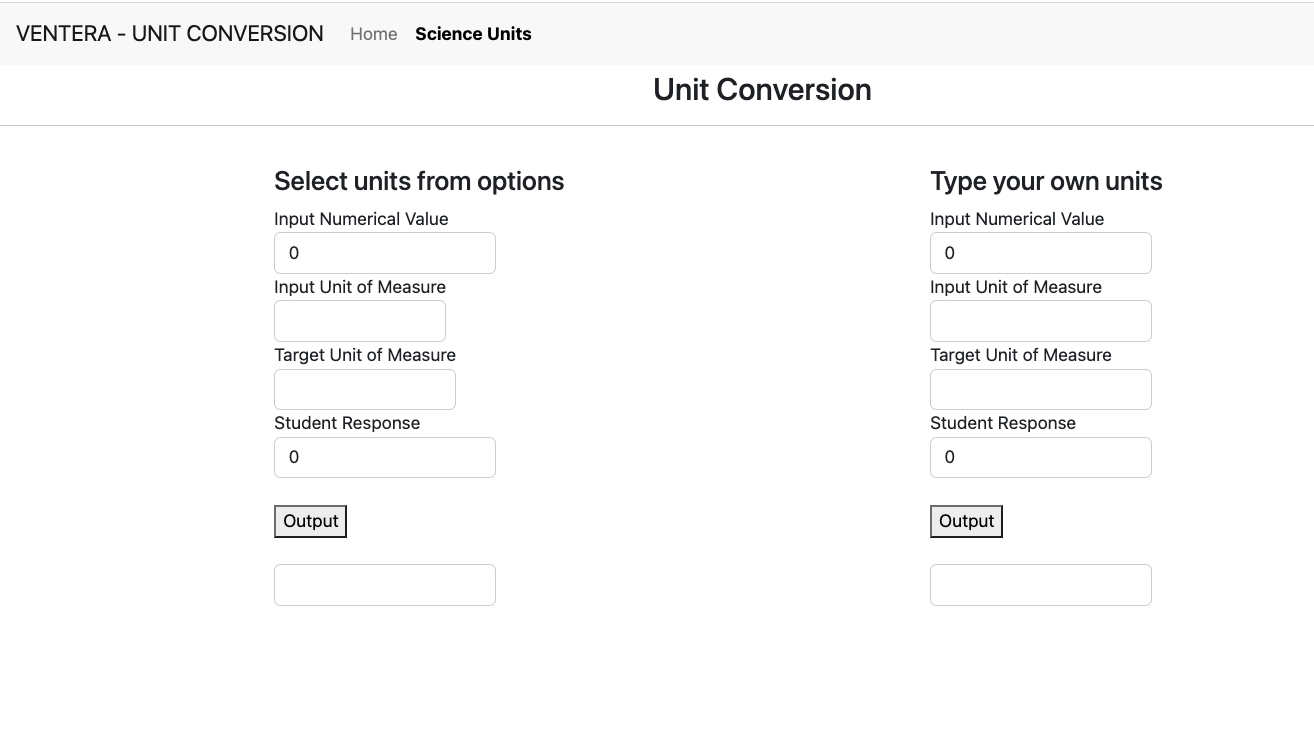 VENTERA - UNIT CONVERSION Home Science Units
Unit Conversion
Select units from options
Input Numerical Value
0
Input Unit of Measure
Target Unit of Measure
Student Response
0
Output
Type your own units
Input Numerical Value
0
Input Unit of Measure
Target Unit of Measure
Student Response
0
Output